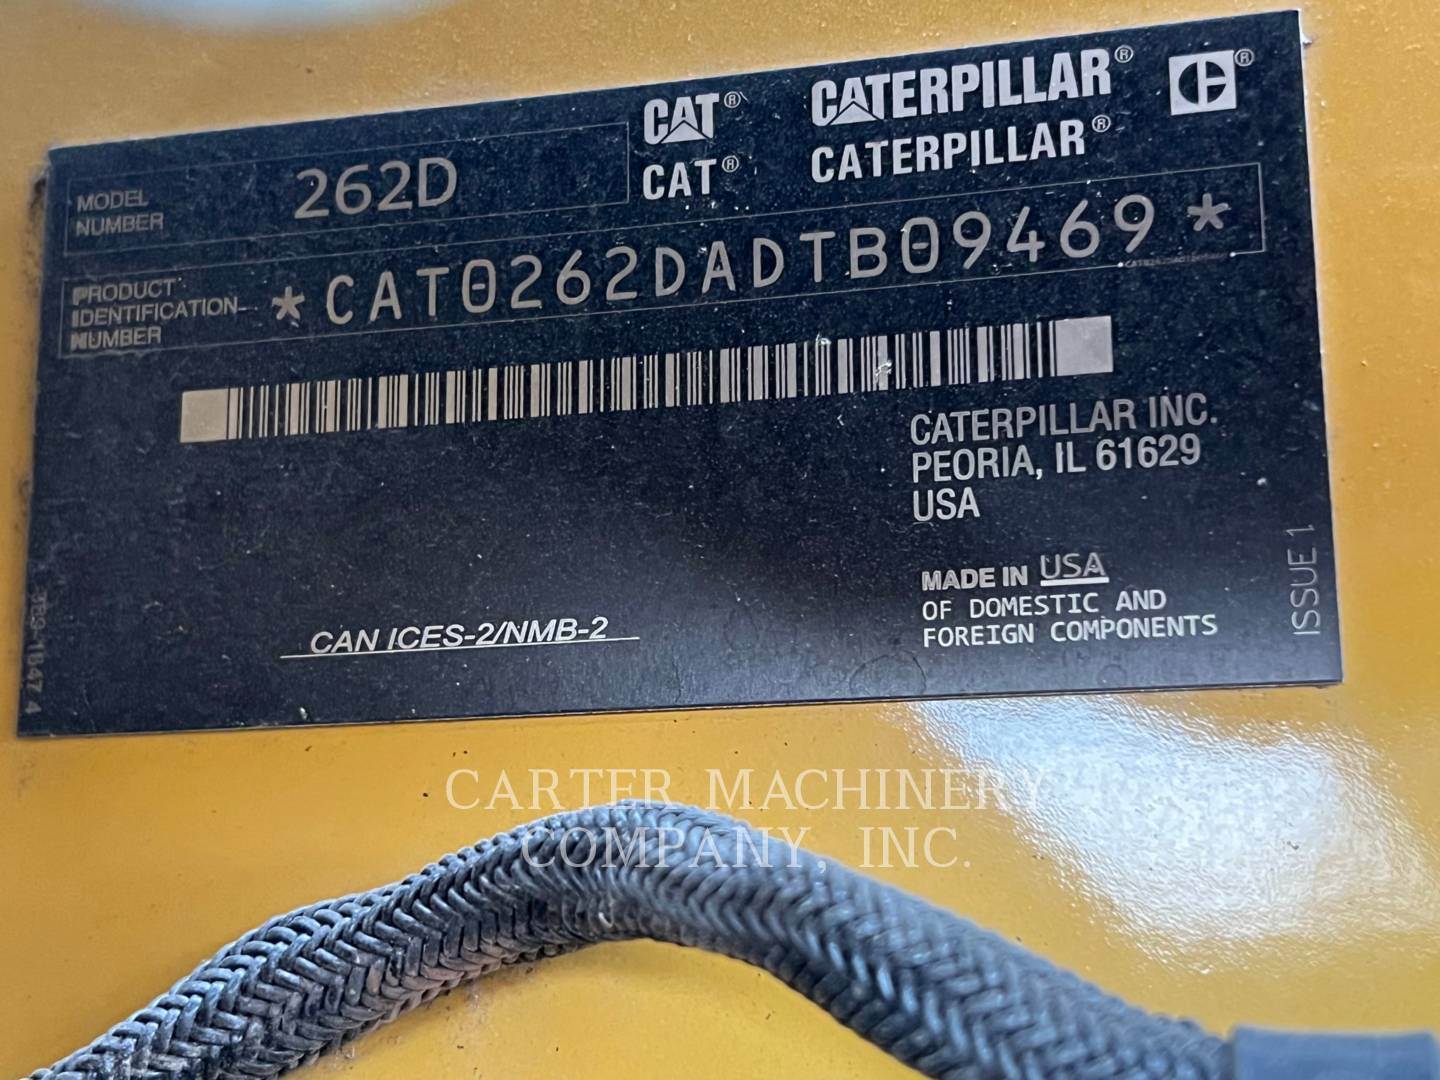 CAT® CATERPILLAR®
CAT® CATERPILLAR®
MODEL NUMBER 262D
PRODUCT IDENTIFICATION NUMBER *CAT0262DADTB09469*
CATERPILLAR INC.
PEORIA, IL 61629
USA
MADE IN USA
OF DOMESTIC AND
FOREIGN COMPONENTS
CAN ICES-2/NMB-2
ISSUE 1
CARTER MACHINERY
COMPANY, INC.